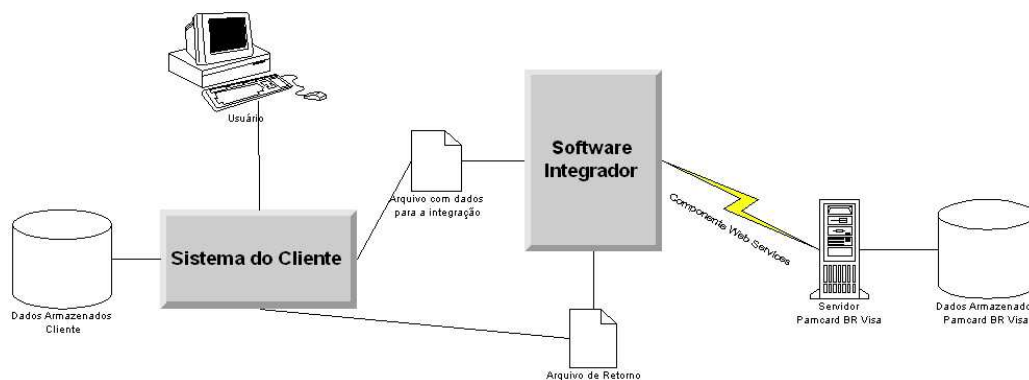 Usuário
Software
Integrador
Arquivo com dados
para a integração
Componente Web Services
Sistema do Cliente
Dados Armazenados
Cliente
Servidor
Pamcard BR Visa
Dados Armazenados
Pamcard BR Visa
Arquivo de Retorno